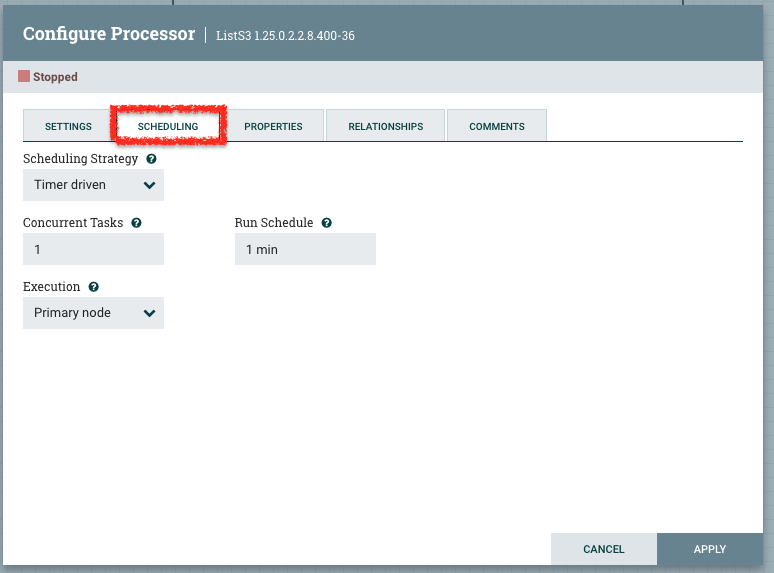 Configure Processor | ListS3 1.25.0.2.2.8.400-36
Stopped
SETTINGS SCHEDULING PROPERTIES RELATIONSHIPS COMMENTS
Scheduling Strategy ?
Timer driven
Concurrent Tasks ? Run Schedule ?
1 1 min
Execution ?
Primary node
CANCEL APPLY